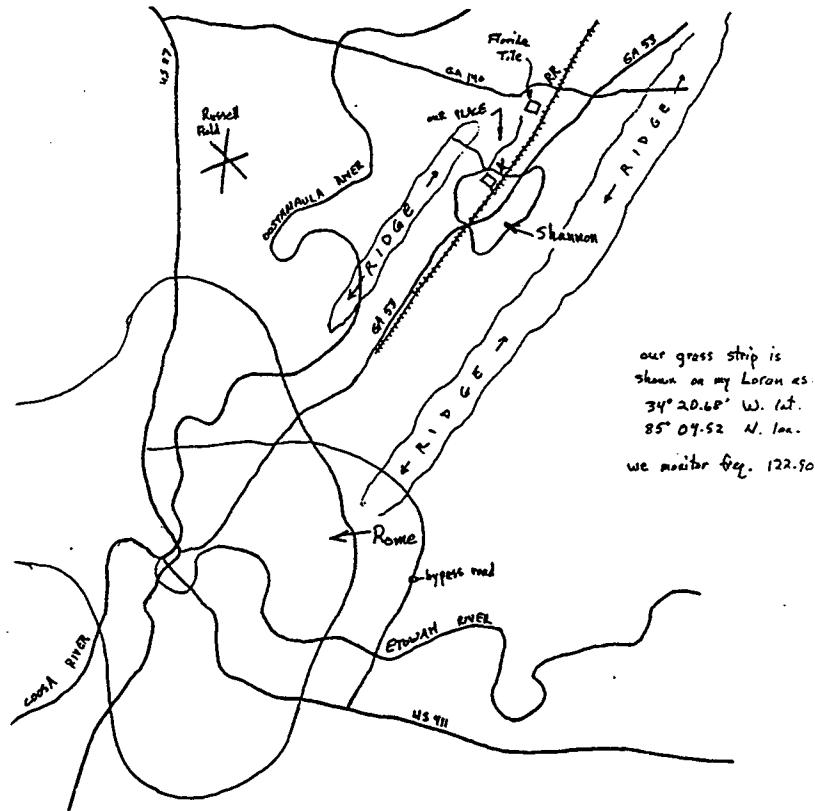 Florida
Tile
US 27
GA 140
RR
GA 53
Russell
Field
OUR PLACE
← RIDGE →
OOSTANAULA RIVER
← RIDGE →
Shannon
GA 53
← RIDGE →
our grass strip is
shown on my Loran as.
34° 20.68' W. lat.
85° 04.52 N. lon.
we monitor freq. 122.90
Rome
bypass road
ETOWAH RIVER
COOSA RIVER
US 411